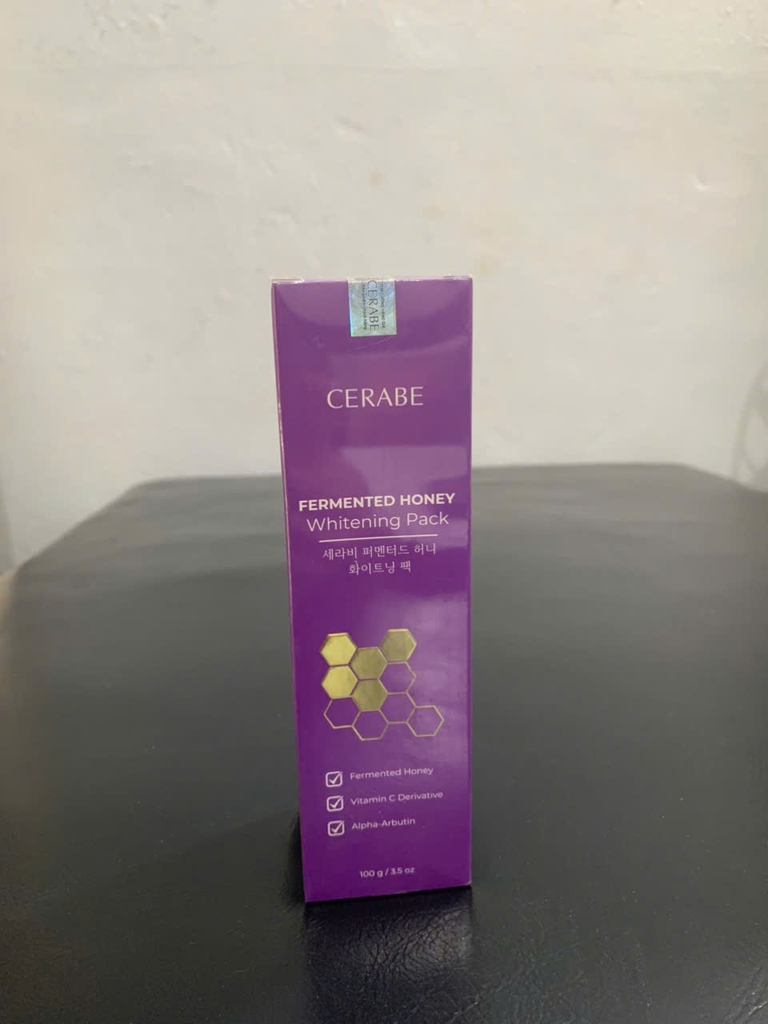 CERABE
CERABE
FERMENTED HONEY
Whitening Pack
세라비 퍼멘터드 허니
화이트닝 팩
Fermented Honey
Vitamin C Derivative
Alpha-Arbutin
100 g / 3.5 oz